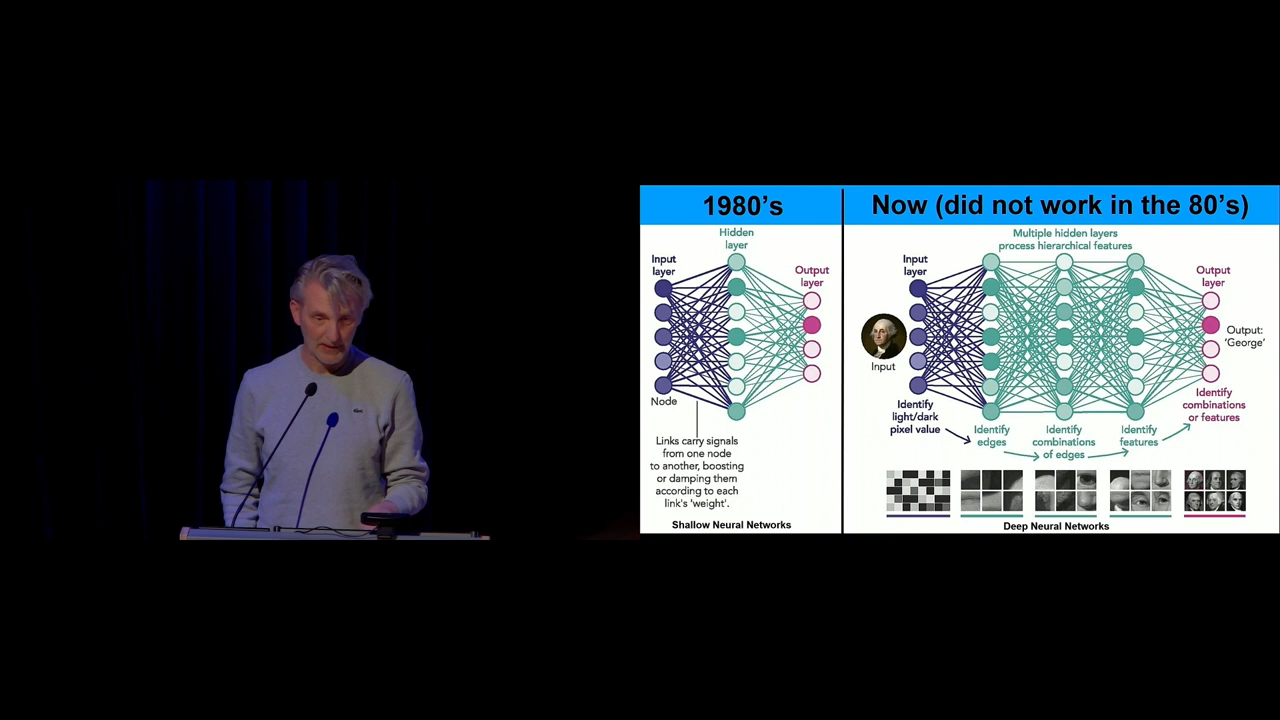 1980's
Hidden
layer
Input
layer
Output
layer
Node
Links carry signals
from one node
to another, boosting
or damping them
according to each
link's 'weight'.
Shallow Neural Networks
Now (did not work in the 80's)
Multiple hidden layers
process hierarchical features
Input
layer
Output
layer
Input
Output:
'George'
Identify
light/dark
pixel value
Identify
edges
Identify
combinations
of edges
Identify
features
Identify
combinations
or features
Deep Neural Networks